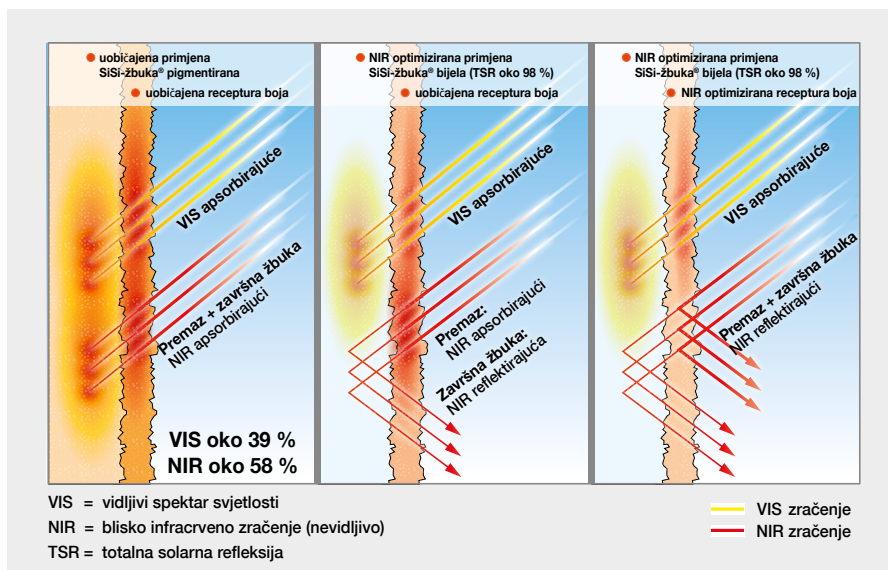 uobičajena primjena
SiSi-žbuka® pigmentirana
uobičajena receptura boja
VIS apsorbirajuće
Premaz + završna žbuka
NIR apsorbirajući
VIS oko 39 %
NIR oko 58 %
NIR optimizirana primjena
SiSi-žbuka® bijela (TSR oko 98 %)
uobičajena receptura boja
VIS apsorbirajuće
Premaz:
NIR apsorbirajući
Završna žbuka:
NIR reflektirajuća
NIR optimizirana primjena
SiSi-žbuka® bijela (TSR oko 98 %)
NIR optimizirana receptura boja
VIS apsorbirajuće
Premaz + završna žbuka
NIR reflektirajući
VIS = vidljivi spektar svjetlosti
NIR = blisko infracrveno zračenje (nevidljivo)
TSR = totalna solarna refleksija
VIS zračenje
NIR zračenje